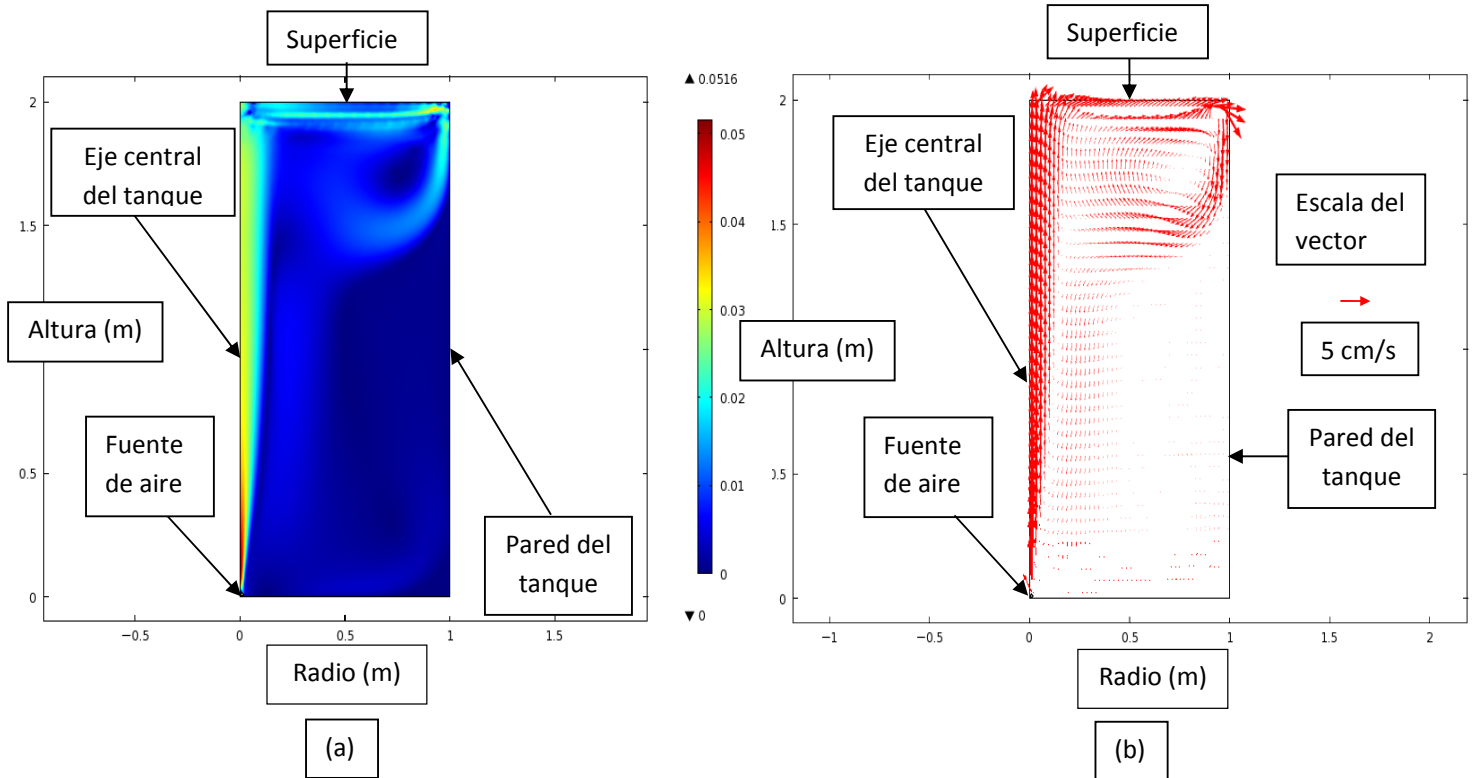 Superficie
2
Eje central
del tanque
1.5
Altura (m)
1
Fuente
de aire
0.5
Pared del
tanque
0
−0.5
0
0.5
1
1.5
Radio (m)
(a)
▲ 0.0516
0.05
0.04
0.03
0.02
0.01
0
▼ 0
Superficie
2
Eje central
del tanque
1.5
Escala del
vector
5 cm/s
Altura (m)
1
Fuente
de aire
).5
Pared del
tanque
0
−1
−0.5
0
0.5
1
1.5
2
Radio (m)
(b)